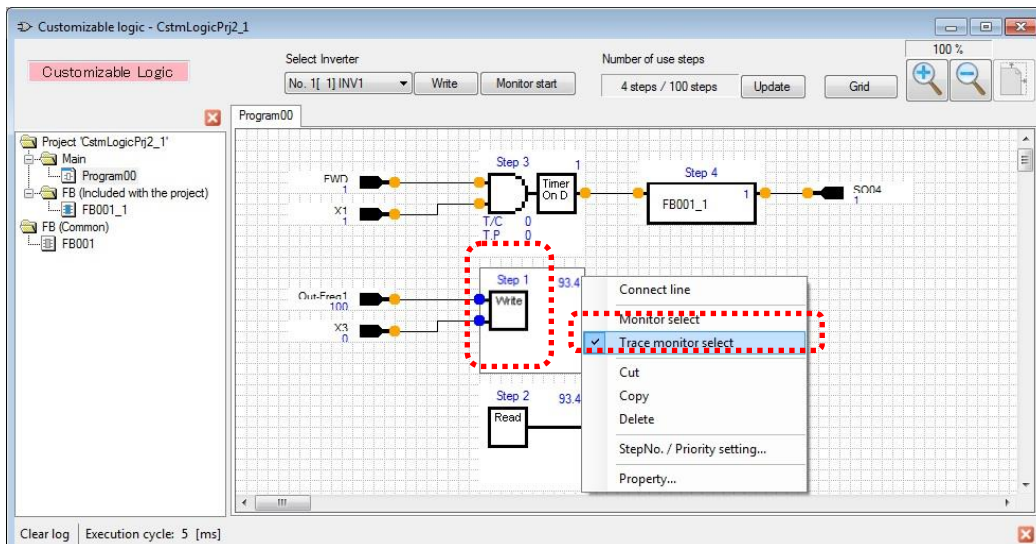 Customizable logic - CstmLogicPrj2_1
100 %
Customizable Logic
Select Inverter
No. 1[ 1] INV1
Write
Monitor start
Number of use steps
4 steps / 100 steps
Update
Grid
Project 'CstmLogicPrj2_1'
Main
Program00
FB (Included with the project)
FB001_1
FB (Common)
FB001
Program00
FWD
1
X1
1
Step 3
1
Timer
On D
T/C 0
T.P 0
Step 4
FB001_1
1
SO04
1
Out-Freq1
100
X3
0
Step 1
93.4
Write
Step 2
93.4
Read
Connect line
Monitor select
Trace monitor select
Cut
Copy
Delete
StepNo. / Priority setting...
Property...
Clear log
Execution cycle: 5 [ms]